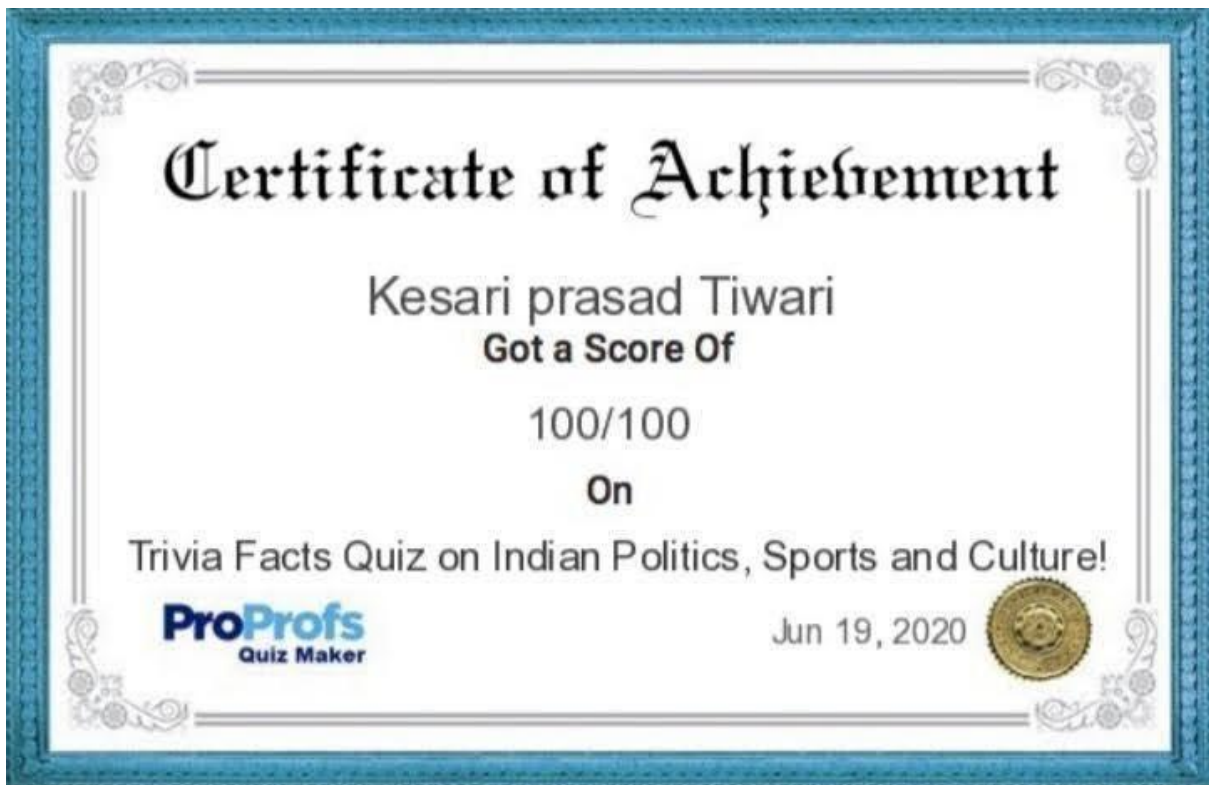 Certificate of Achievement
Kesari prasad Tiwari
Got a Score Of
100/100
On
Trivia Facts Quiz on Indian Politics, Sports and Culture!
ProProfs
Quiz Maker
Jun 19, 2020